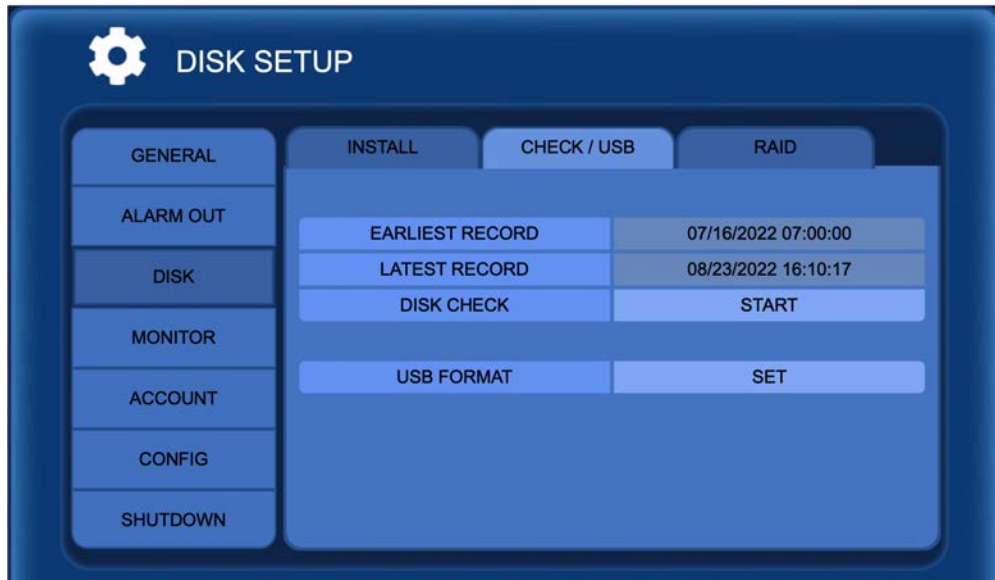 DISK SETUP
GENERAL
ALARM OUT
DISK
MONITOR
ACCOUNT
CONFIG
SHUTDOWN
INSTALL CHECK / USB RAID
EARLIEST RECORD 07/16/2022 07:00:00
LATEST RECORD 08/23/2022 16:10:17
DISK CHECK START
USB FORMAT SET